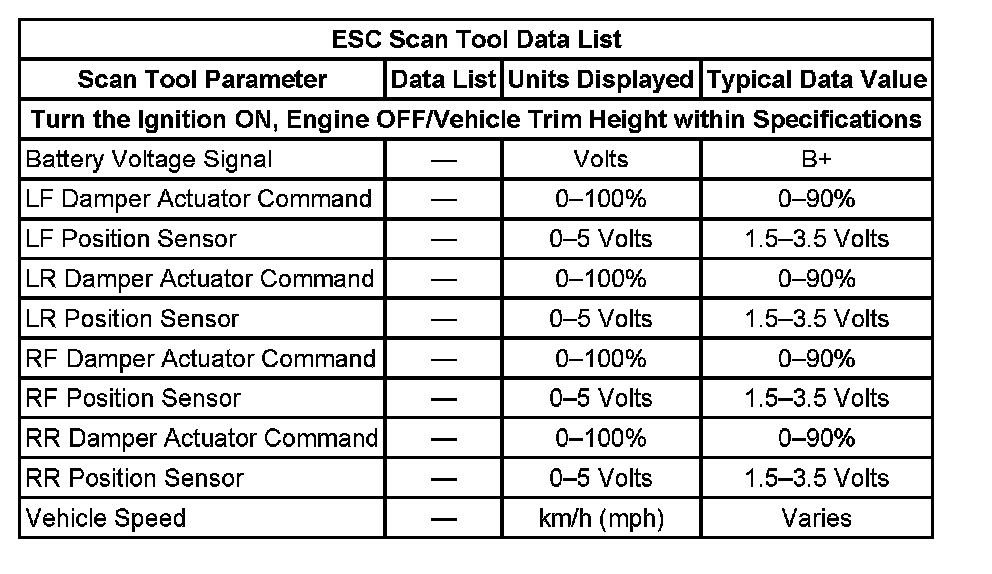 ESC Scan Tool Data List
Scan Tool Parameter Data List Units Displayed Typical Data Value
Turn the Ignition ON, Engine OFF/Vehicle Trim Height within Specifications
Battery Voltage Signal — Volts B+
LF Damper Actuator Command — 0–100% 0–90%
LF Position Sensor — 0–5 Volts 1.5–3.5 Volts
LR Damper Actuator Command — 0–100% 0–90%
LR Position Sensor — 0–5 Volts 1.5–3.5 Volts
RF Damper Actuator Command — 0–100% 0–90%
RF Position Sensor — 0–5 Volts 1.5–3.5 Volts
RR Damper Actuator Command — 0–100% 0–90%
RR Position Sensor — 0–5 Volts 1.5–3.5 Volts
Vehicle Speed — km/h (mph) Varies